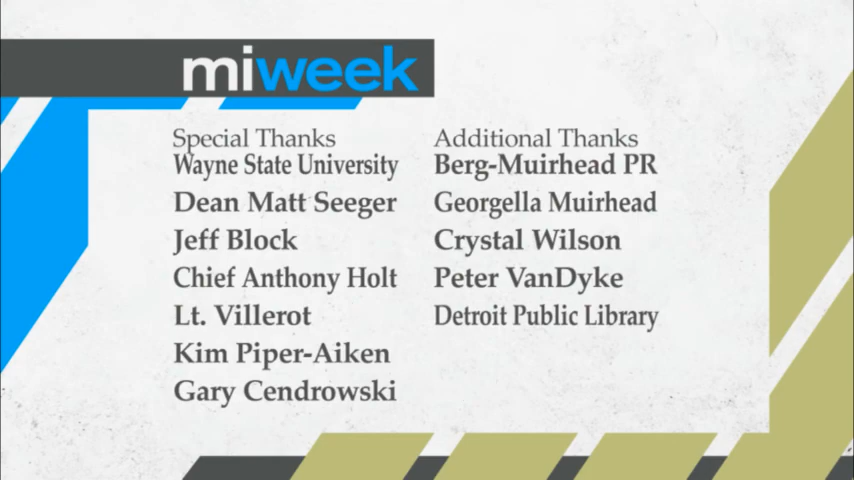 miweek
Special Thanks
Wayne State University
Dean Matt Seeger
Jeff Block
Chief Anthony Holt
Lt. Villerot
Kim Piper-Aiken
Gary Cendrowski
Additional Thanks
Berg-Muirhead PR
Georgella Muirhead
Crystal Wilson
Peter VanDyke
Detroit Public Library